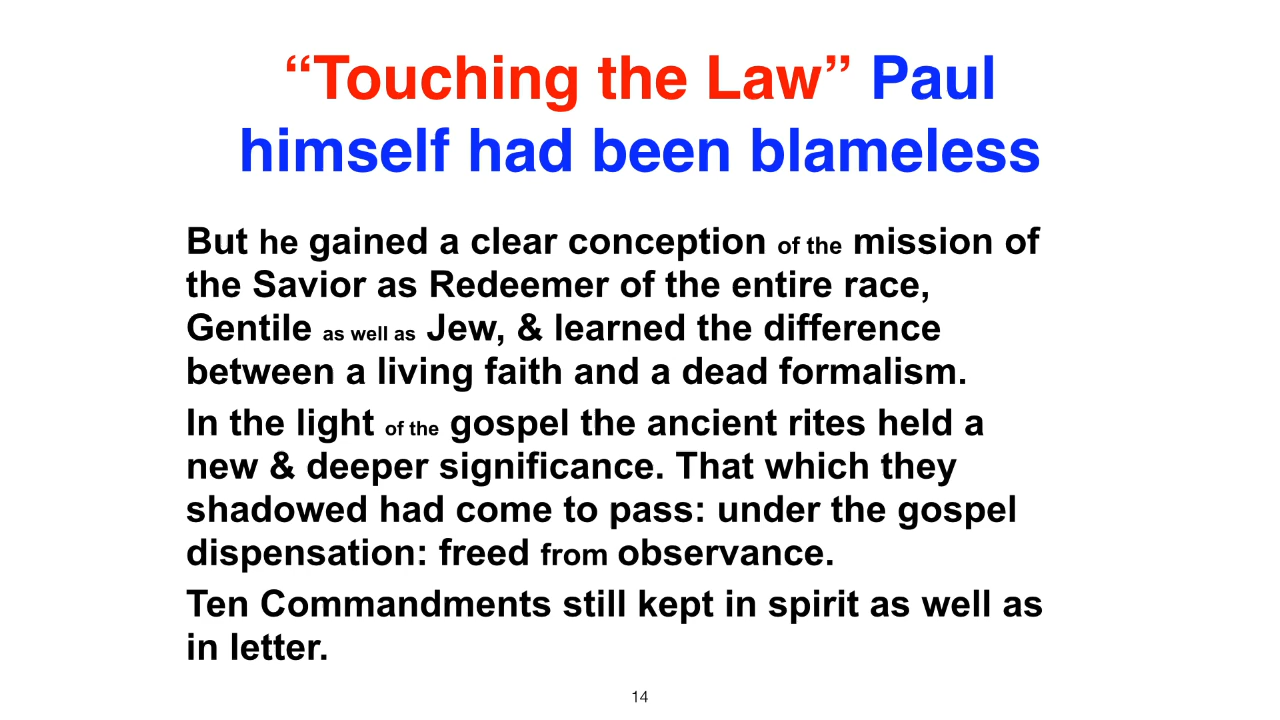 “Touching the Law” Paul
himself had been blameless
But he gained a clear conception of the mission of
the Savior as Redeemer of the entire race,
Gentile as well as Jew, & learned the difference
between a living faith and a dead formalism.
In the light of the gospel the ancient rites held a
new & deeper significance. That which they
shadowed had come to pass: under the gospel
dispensation: freed from observance.
Ten Commandments still kept in spirit as well as
in letter.
14